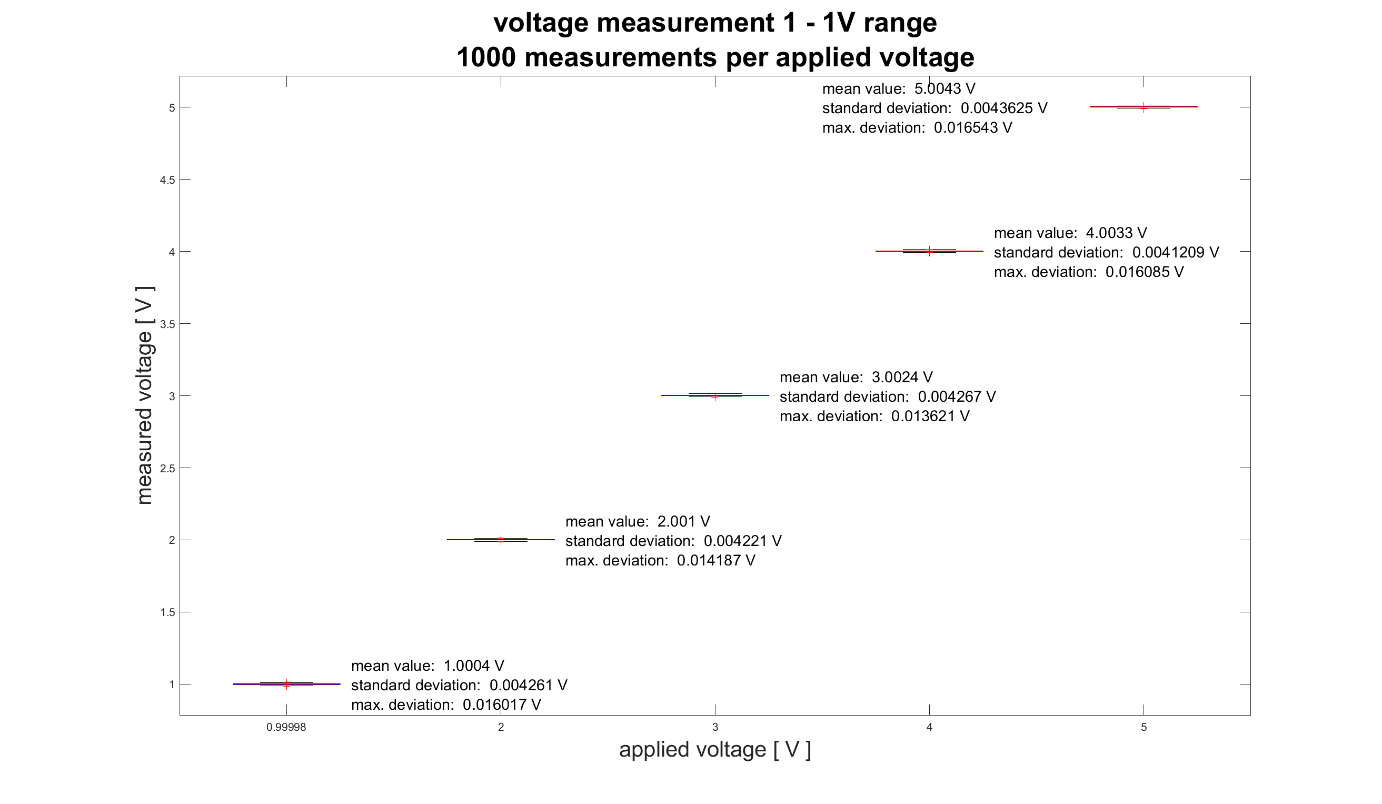 voltage measurement 1 - 1V range
1000 measurements per applied voltage
mean value: 5.0043 V
standard deviation: 0.0043625 V
max. deviation: 0.016543 V
mean value: 4.0033 V
standard deviation: 0.0041209 V
max. deviation: 0.016085 V
mean value: 3.0024 V
standard deviation: 0.004267 V
max. deviation: 0.013621 V
mean value: 2.001 V
standard deviation: 0.004221 V
max. deviation: 0.014187 V
mean value: 1.0004 V
standard deviation: 0.004261 V
max. deviation: 0.016017 V
measured voltage [ V ]
5
4.5
4
3.5
3
2.5
2
1.5
1
0.99998 2 3 4 5
applied voltage [ V ]